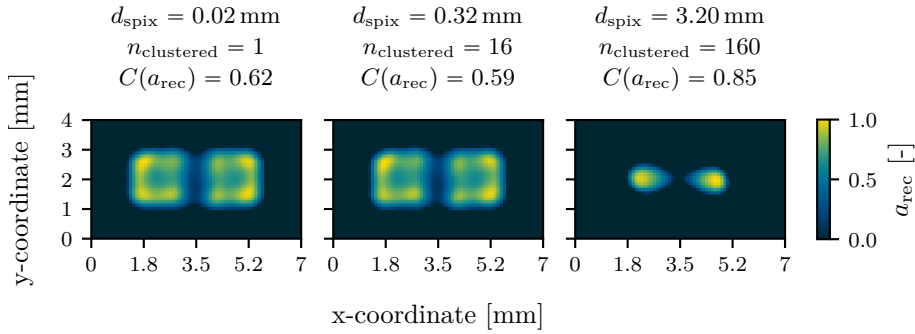 d_spix = 0.02 mm
n_clustered = 1
C(a_rec) = 0.62
d_spix = 0.32 mm
n_clustered = 16
C(a_rec) = 0.59
d_spix = 3.20 mm
n_clustered = 160
C(a_rec) = 0.85
y-coordinate [mm]
4
3
2
1
0
0 1.8 3.5 5.2 7
0 1.8 3.5 5.2 7
0 1.8 3.5 5.2 7
x-coordinate [mm]
1.0
0.5
0.0
a_rec [-]